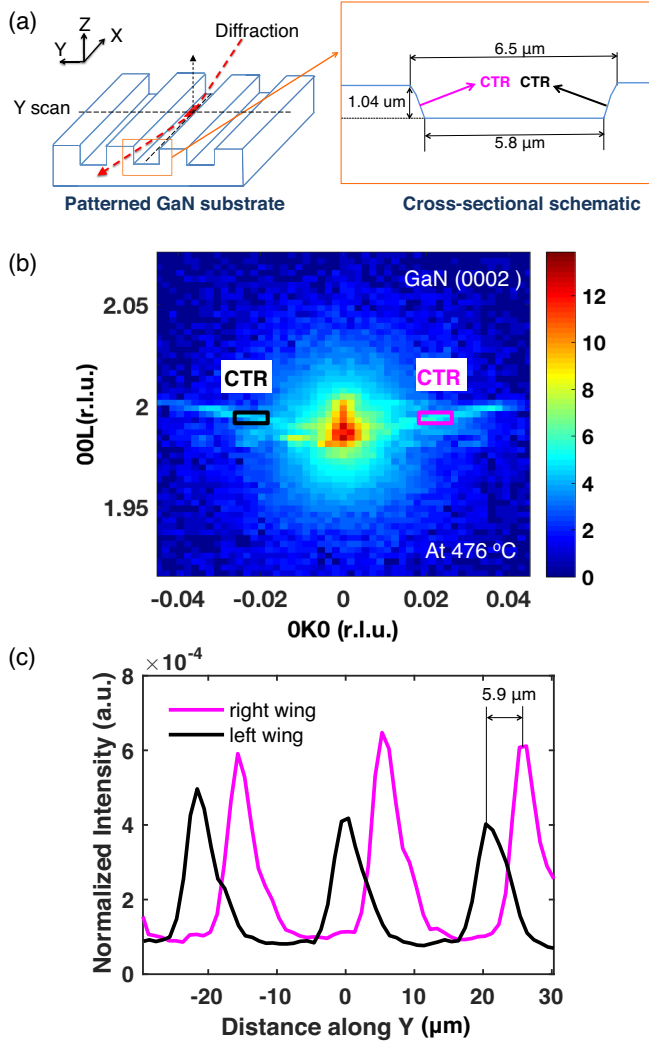 (a)
Z
Y
X
Diffraction
Y scan
Patterned GaN substrate
6.5 µm
CTR
CTR
1.04 um
5.8 µm
Cross-sectional schematic
(b)
GaN (0002 )
2.05
2
1.95
00L(r.l.u.)
CTR
CTR
At 476 ºC
-0.04
-0.02
0
0.02
0.04
0K0 (r.l.u.)
12
10
8
6
4
2
0
(c)
× 10⁻⁴
8
6
4
2
0
Normalized Intensity (a.u.)
right wing
left wing
5.9 µm
-20
-10
0
10
20
30
Distance along Y (µm)